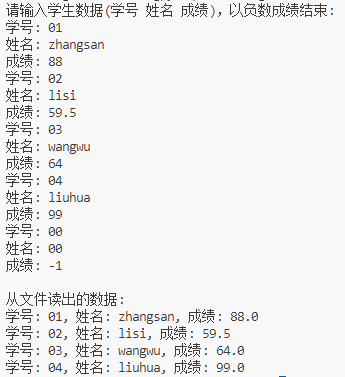 请输入学生数据(学号 姓名 成绩)，以负数成绩结束:
学号: 01
姓名: zhangsan
成绩: 88
学号: 02
姓名: lisi
成绩: 59.5
学号: 03
姓名: wangwu
成绩: 64
学号: 04
姓名: liuhua
成绩: 99
学号: 00
姓名: 00
成绩: -1
从文件读出的数据:
学号: 01, 姓名: zhangsan, 成绩: 88.0
学号: 02, 姓名: lisi, 成绩: 59.5
学号: 03, 姓名: wangwu, 成绩: 64.0
学号: 04, 姓名: liuhua, 成绩: 99.0